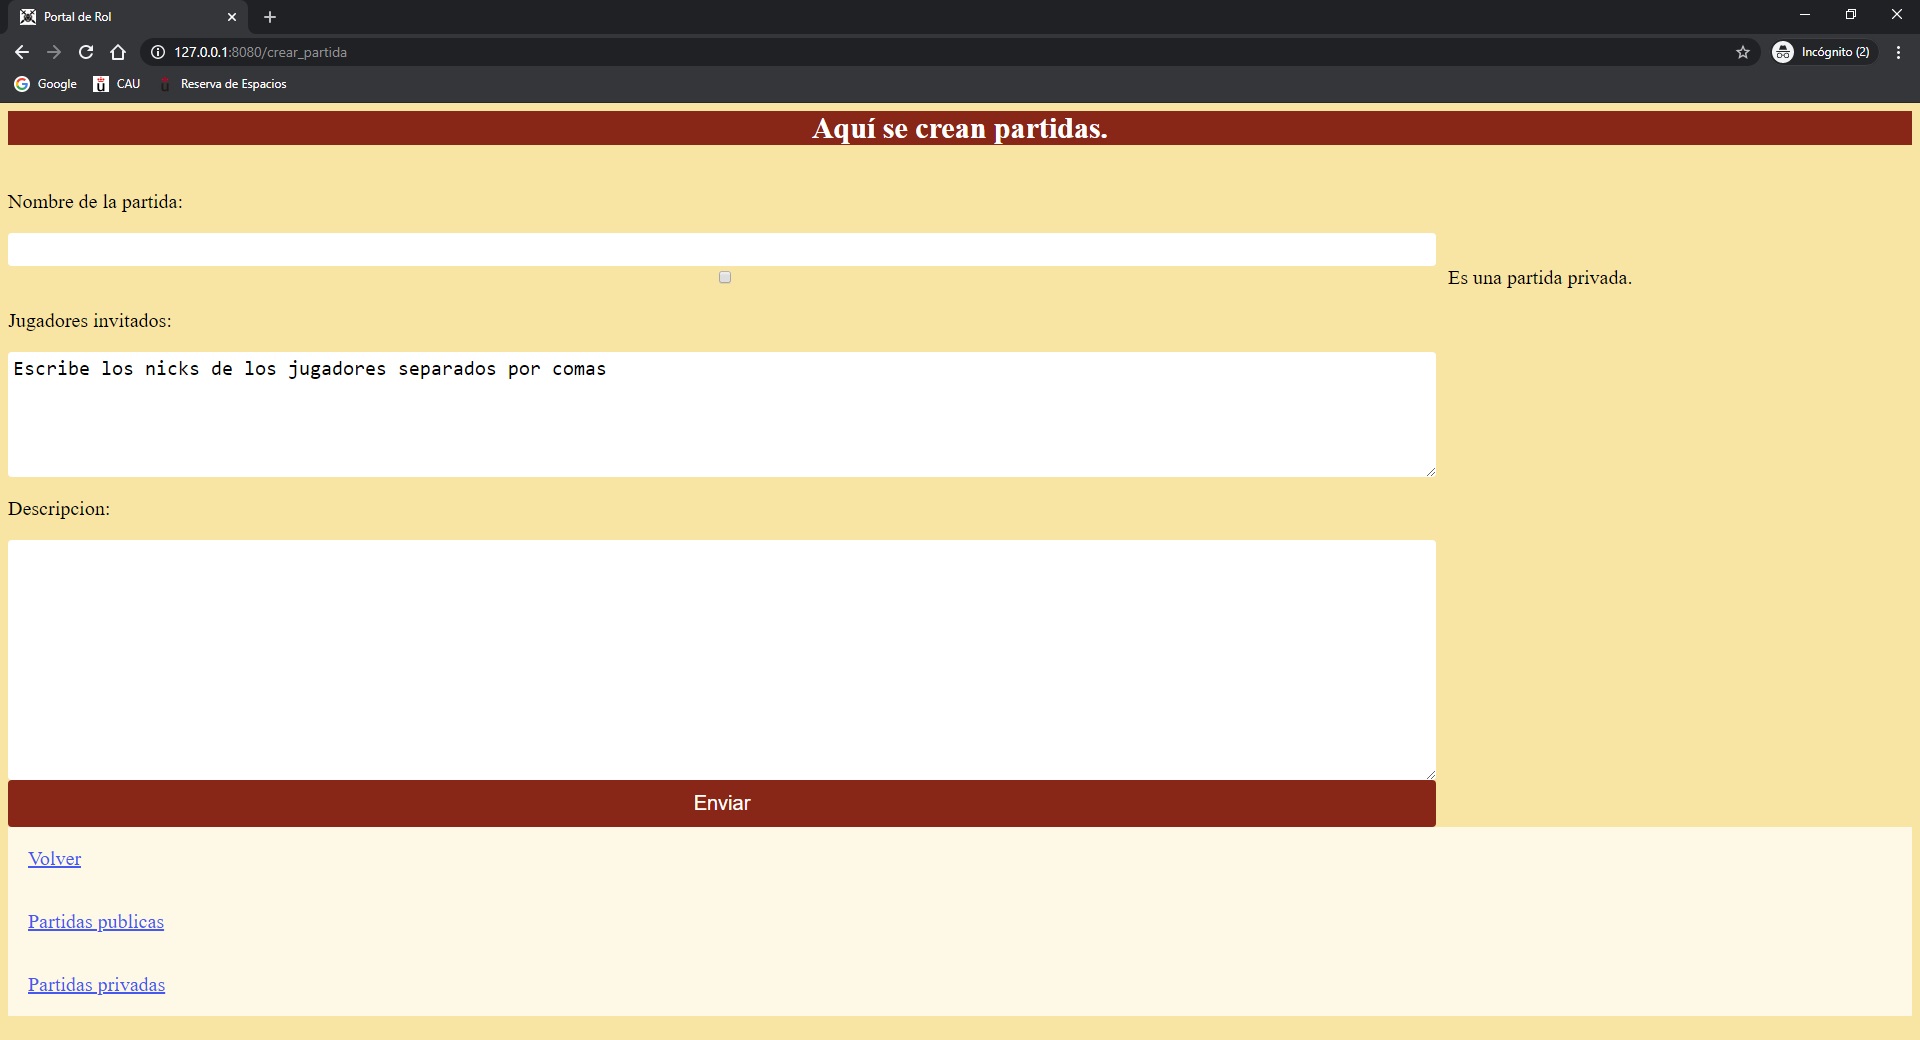 Portal de Rol
127.0.0.1:8080/crear_partida
Incógnito (2)
Google CAU Reserva de Espacios
Aquí se crean partidas.
Nombre de la partida:
Es una partida privada.
Jugadores invitados:
Escribe los nicks de los jugadores separados por comas
Descripcion:
Enviar
Volver
Partidas publicas
Partidas privadas